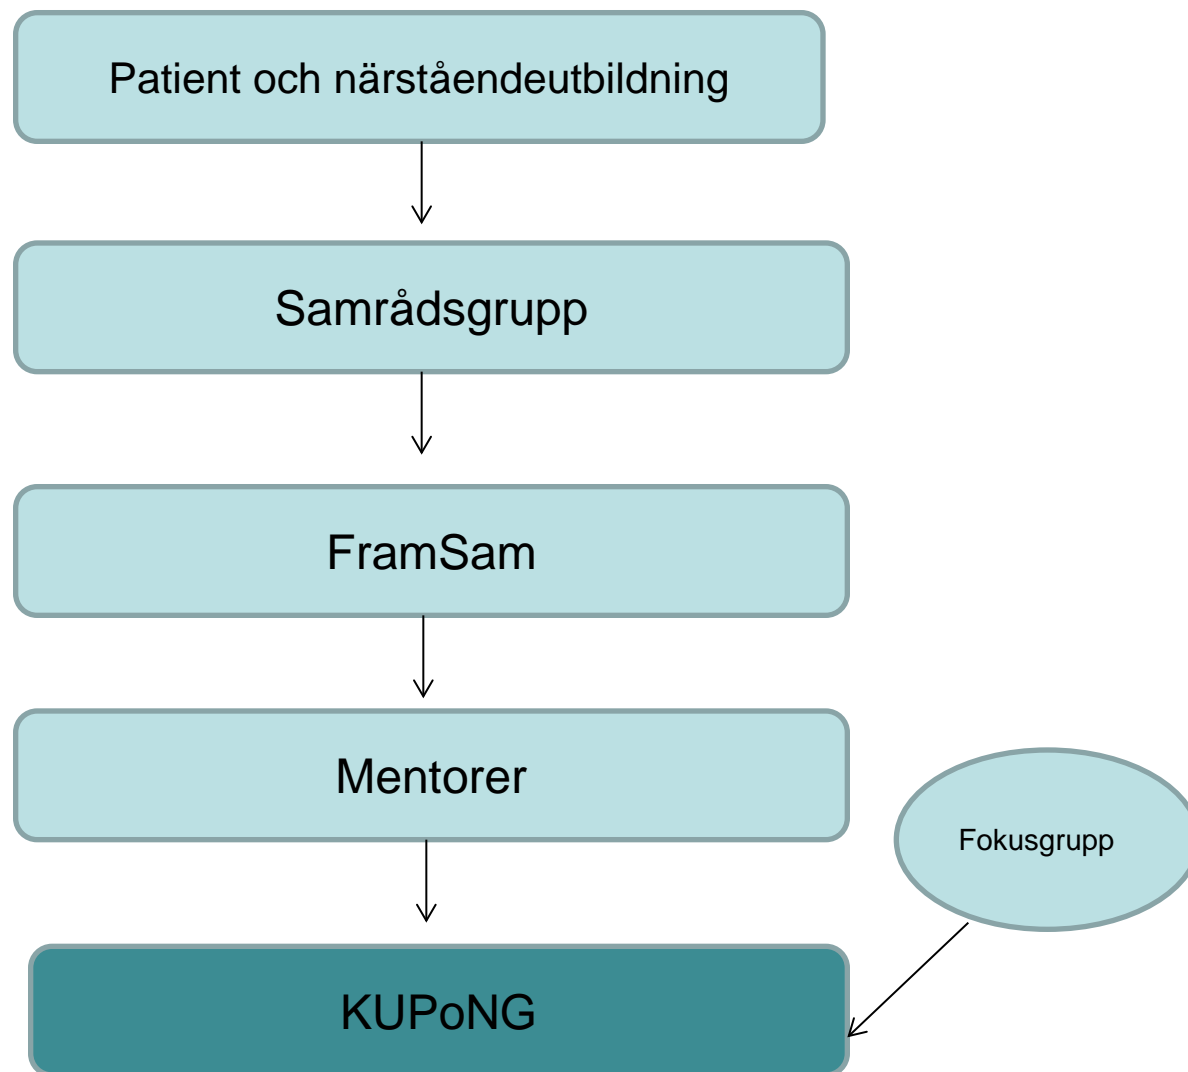 Patient och närståendeutbildning
Samrådsgrupp
FramSam
Mentorer
Fokusgrupp
KUPoNG